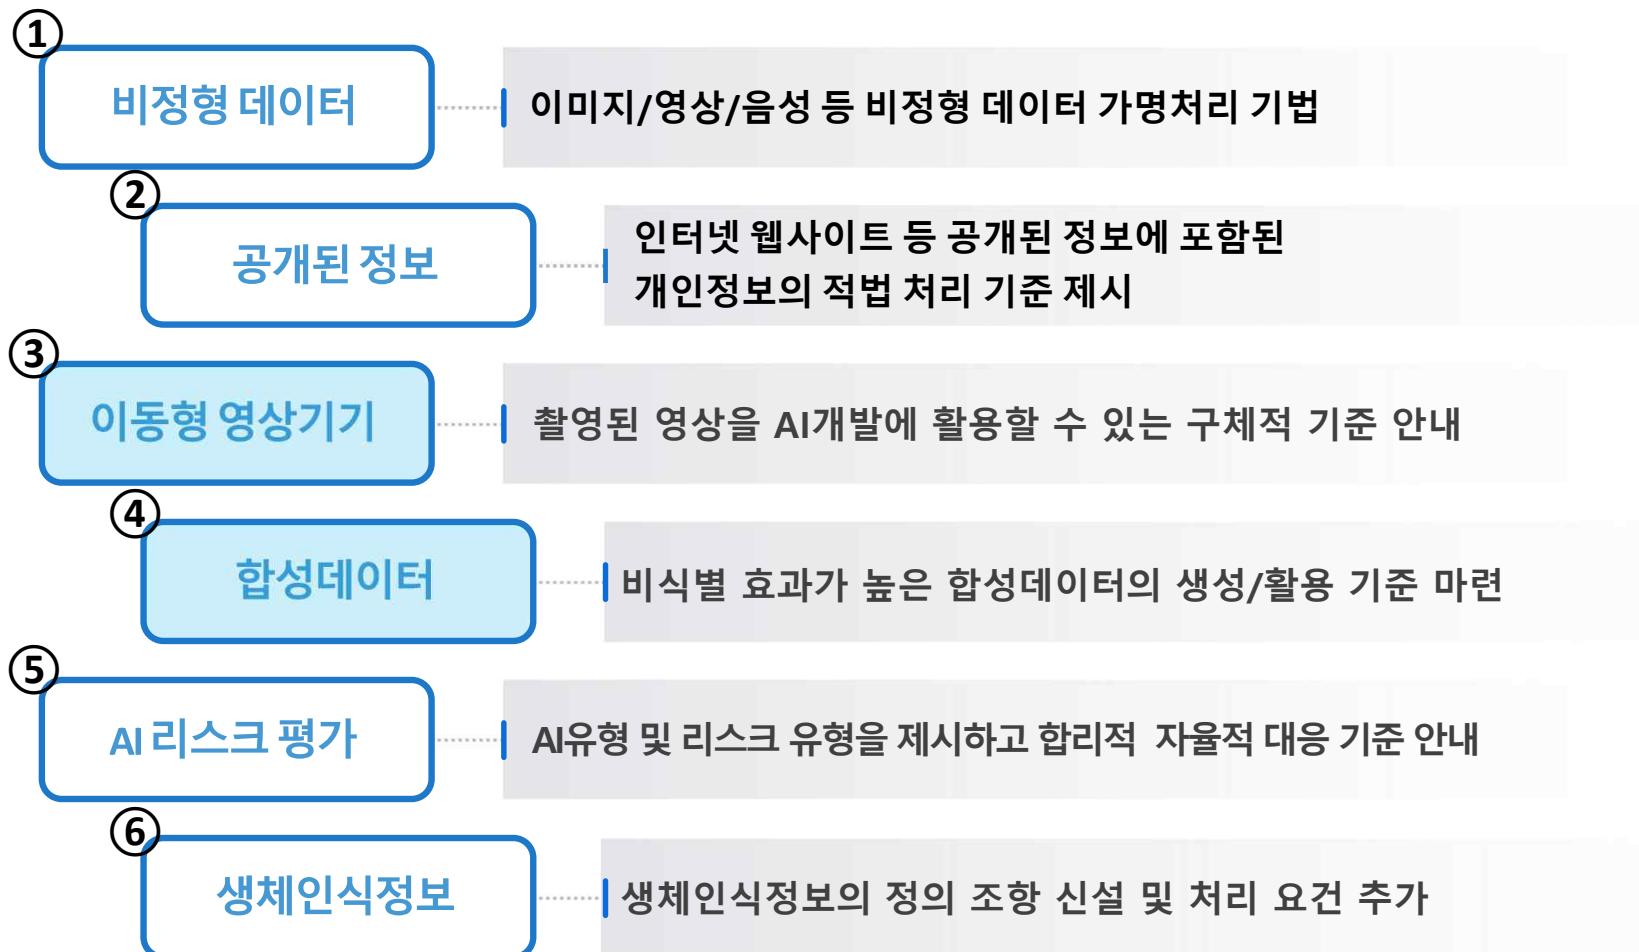 ①
비정형 데이터
이미지/영상/음성 등 비정형 데이터 가명처리 기법
②
공개된 정보
인터넷 웹사이트 등 공개된 정보에 포함된
개인정보의 적법 처리 기준 제시
③
이동형 영상기기
촬영된 영상을 AI개발에 활용할 수 있는 구체적 기준 안내
④
합성데이터
비식별 효과가 높은 합성데이터의 생성/활용 기준 마련
⑤
AI 리스크 평가
AI유형 및 리스크 유형을 제시하고 합리적 자율적 대응 기준 안내
⑥
생체인식정보
생체인식정보의 정의 조항 신설 및 처리 요건 추가